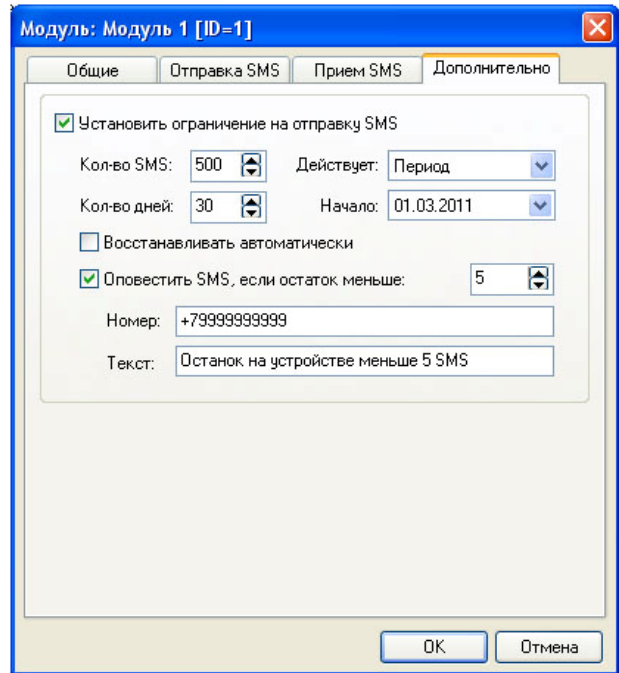 Модуль: Модуль 1 [ID=1]
Общие Отправка SMS Прием SMS Дополнительно
Установить ограничение на отправку SMS
Кол-во SMS: 500 Действует: Период
Кол-во дней: 30 Начало: 01.03.2011
Восстанавливать автоматически
Оповестить SMS, если остаток меньше: 5
Номер: +79999999999
Текст: Останок на устройстве меньше 5 SMS
OK Отмена